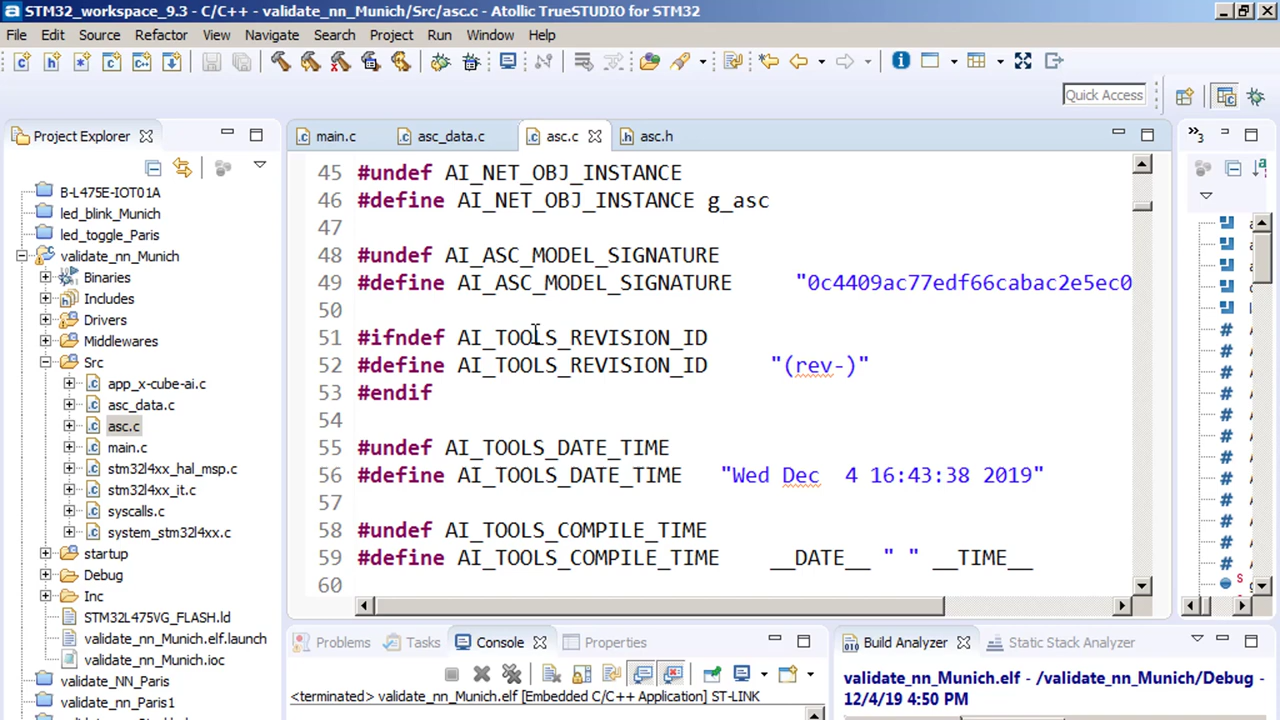 STM32_workspace_9.3 - C/C++ - validate_nn_Munich/Src/asc.c - Atollic TrueSTUDIO for STM32
File Edit Source Refactor View Navigate Search Project Run Window Help
Quick Access
Project Explorer
B-L475E-IOT01A
led_blink_Munich
led_toggle_Paris
validate_nn_Munich
Binaries
Includes
Drivers
Middlewares
Src
app_x-cube-ai.c
asc_data.c
asc.c
main.c
stm32l4xx_hal_msp.c
stm32l4xx_it.c
syscalls.c
system_stm32l4xx.c
startup
Debug
Inc
STM32L475VG_FLASH.ld
validate_nn_Munich.elf.launch
validate_nn_Munich.ioc
validate_NN_Paris
validate_nn_Paris1
main.c asc_data.c asc.c asc.h
45 #undef AI_NET_OBJ_INSTANCE
46 #define AI_NET_OBJ_INSTANCE g_asc
47
48 #undef AI_ASC_MODEL_SIGNATURE
49 #define AI_ASC_MODEL_SIGNATURE "0c4409ac77edf66cabac2e5ec0
50
51 #ifndef AI_TOOLS_REVISION_ID
52 #define AI_TOOLS_REVISION_ID "(rev-)"
53 #endif
54
55 #undef AI_TOOLS_DATE_TIME
56 #define AI_TOOLS_DATE_TIME "Wed Dec 4 16:43:38 2019"
57
58 #undef AI_TOOLS_COMPILE_TIME
59 #define AI_TOOLS_COMPILE_TIME __DATE__ " " __TIME__
60
Problems Tasks Console Properties
<terminated> validate_nn_Munich.elf [Embedded C/C++ Application] ST-LINK
Build Analyzer Static Stack Analyzer
validate_nn_Munich.elf - /validate_nn_Munich/Debug -
12/4/19 4:50 PM